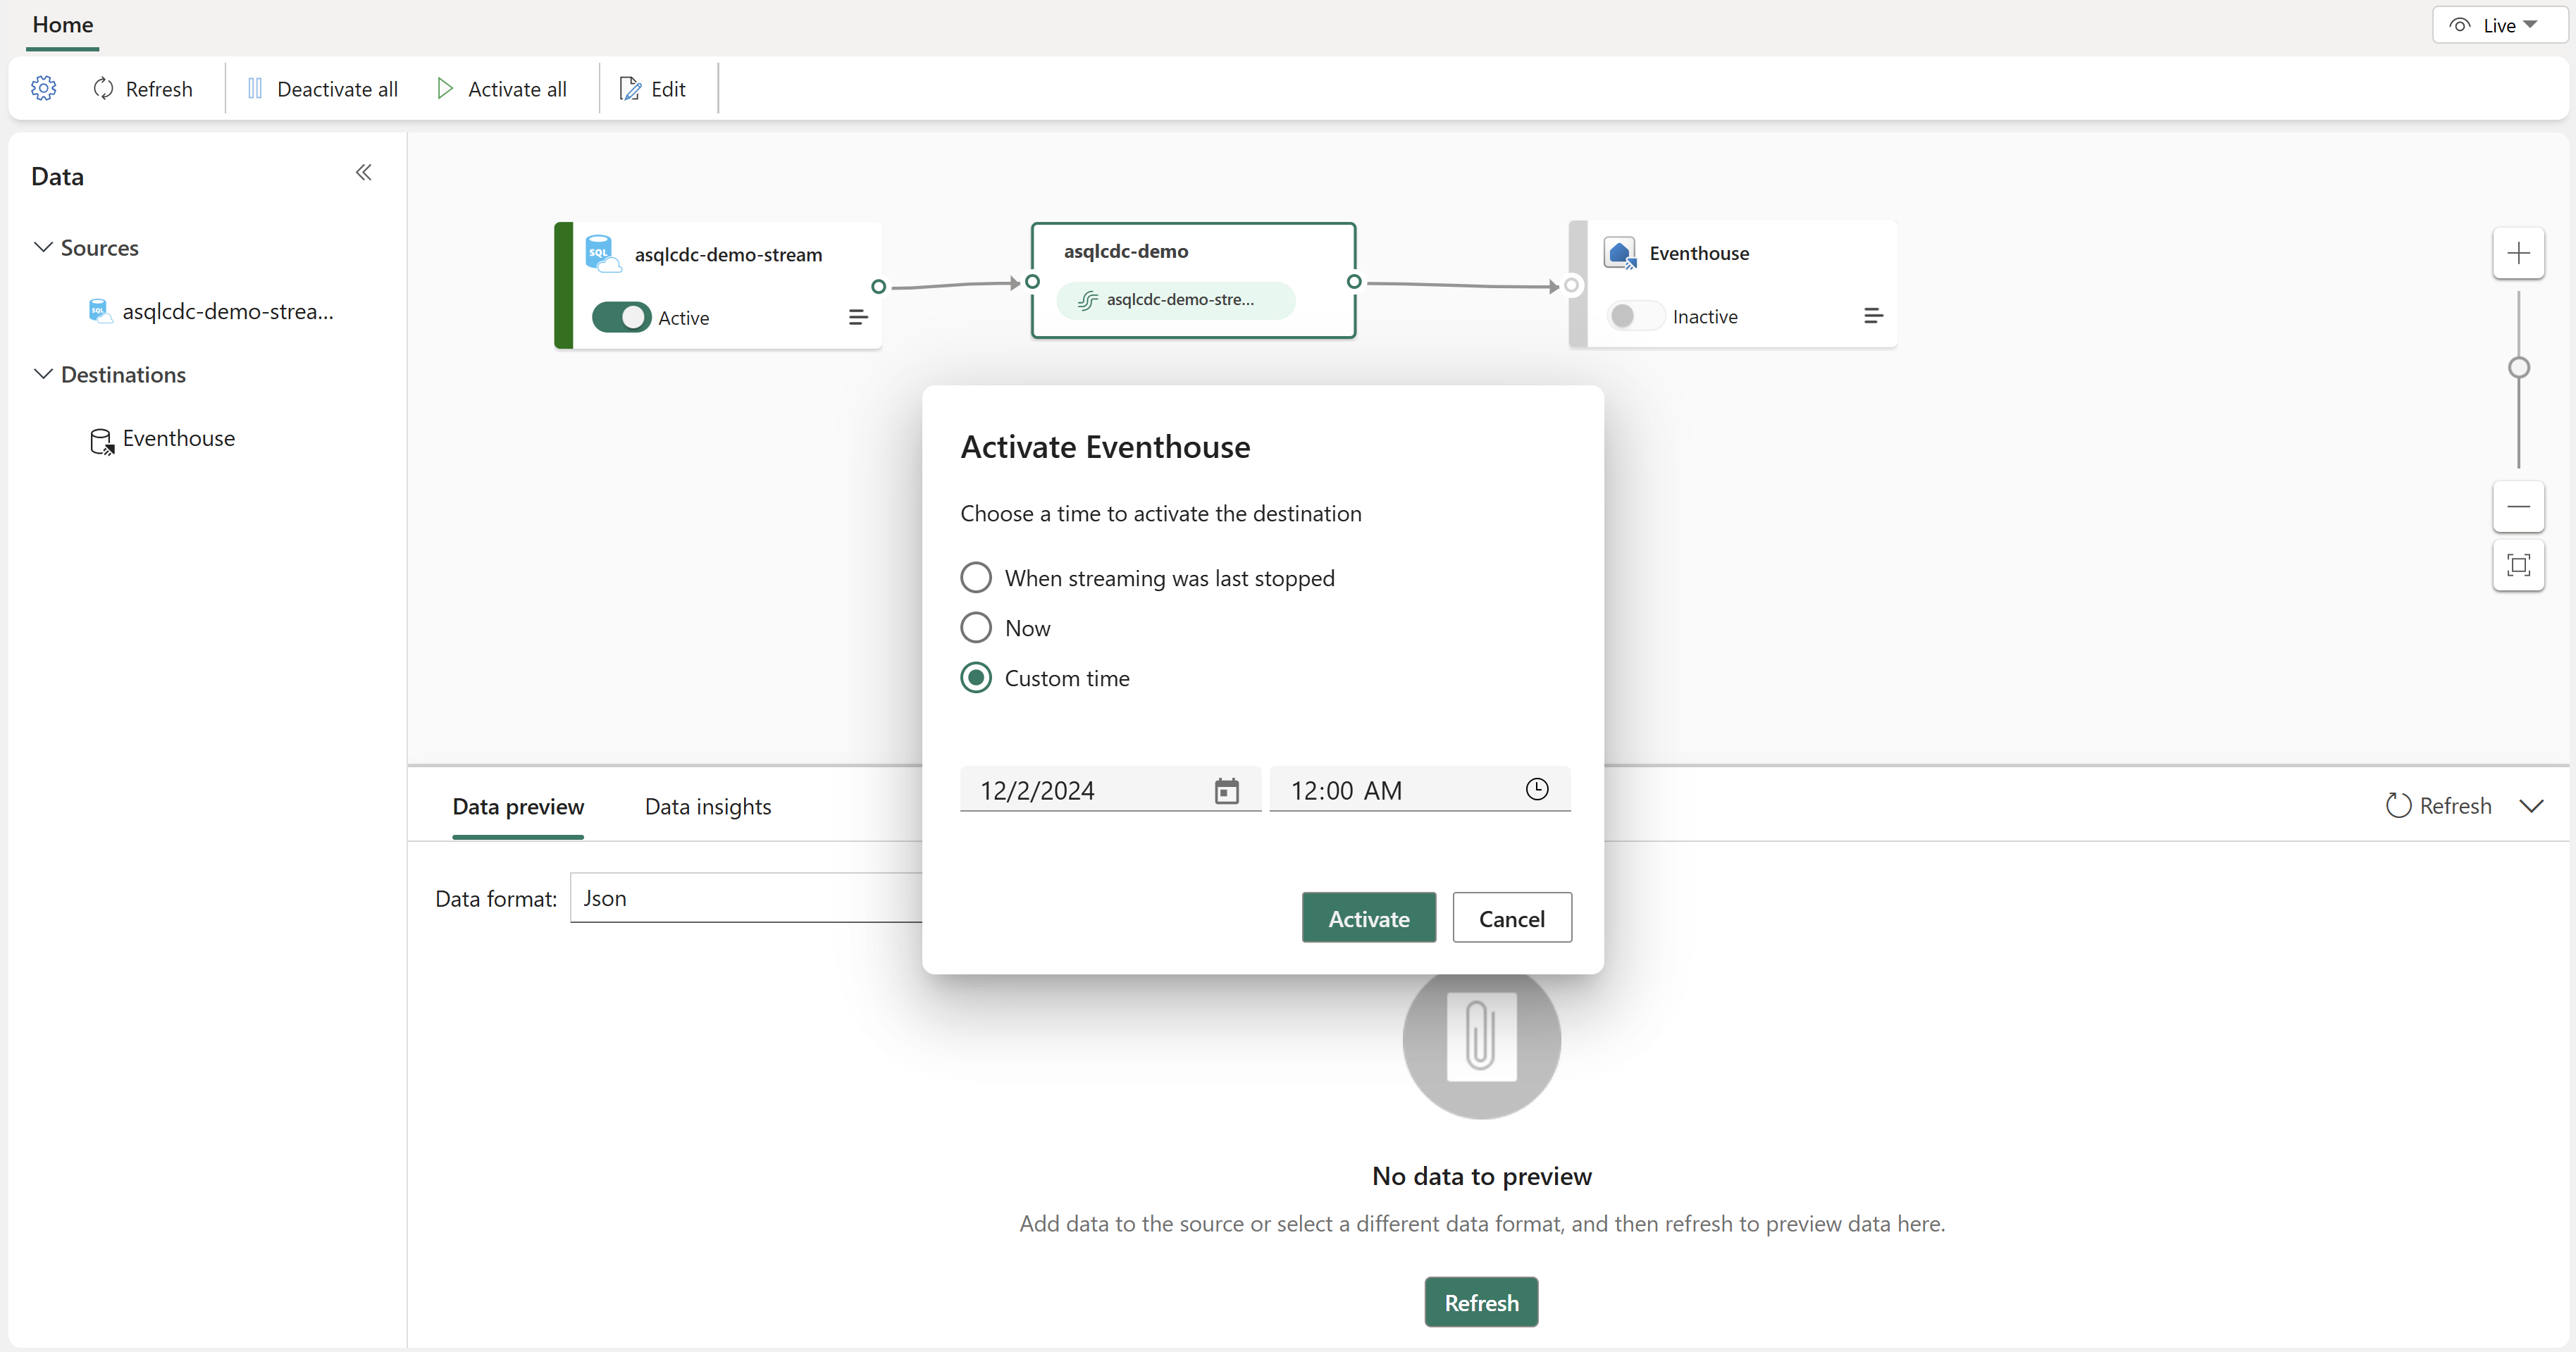 Home
Live
Refresh
Deactivate all
Activate all
Edit
Data
Sources
asqlcdc-demo-strea...
Destinations
Eventhouse
SQL
asqlcdc-demo-stream
Active
asqlcdc-demo
asqlcdc-demo-stre...
Eventhouse
Inactive
Activate Eventhouse
Choose a time to activate the destination
When streaming was last stopped
Now
Custom time
12/2/2024
12:00 AM
Activate
Cancel
Data preview
Data insights
Refresh
Data format:
Json
No data to preview
Add data to the source or select a different data format, and then refresh to preview data here.
Refresh